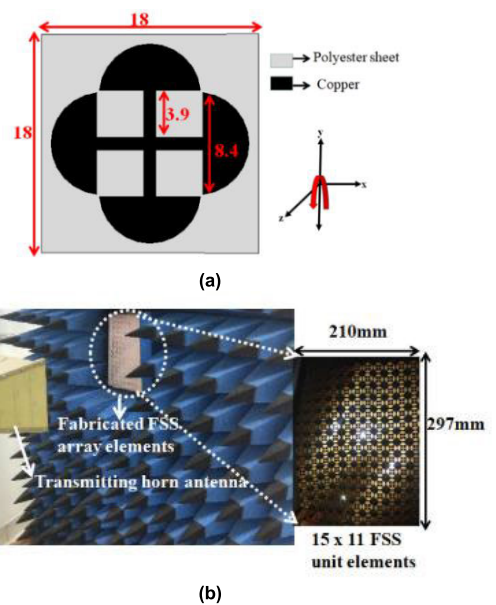 18
Polyester sheet
Copper
3.9
18
8.4
y
x
z
(a)
210mm
297mm
Fabricated FSS
array elements
Transmitting horn antenna
15 x 11 FSS
unit elements
(b)